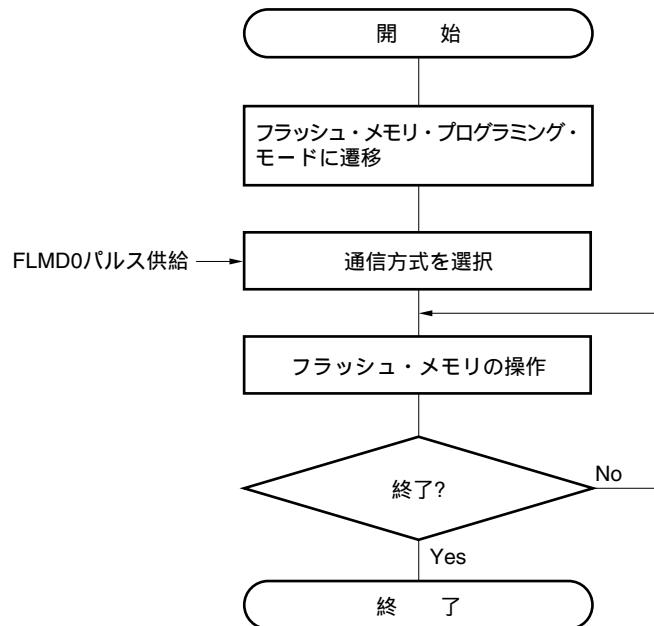 開　始
フラッシュ・メモリ・プログラミング・
モードに遷移
FLMD0パルス供給
通信方式を選択
フラッシュ・メモリの操作
終了?
No
Yes
終　了